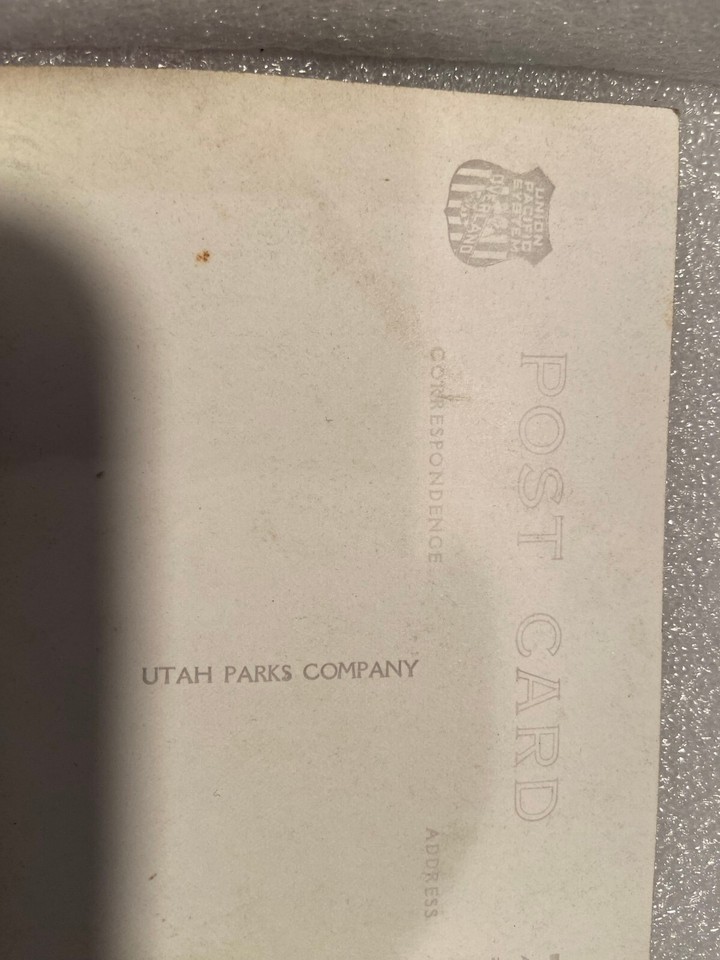 UNION
PACIFIC
SYSTEM
OVERLAND
POST CARD
CORRESPONDENCE
ADDRESS
UTAH PARKS COMPANY